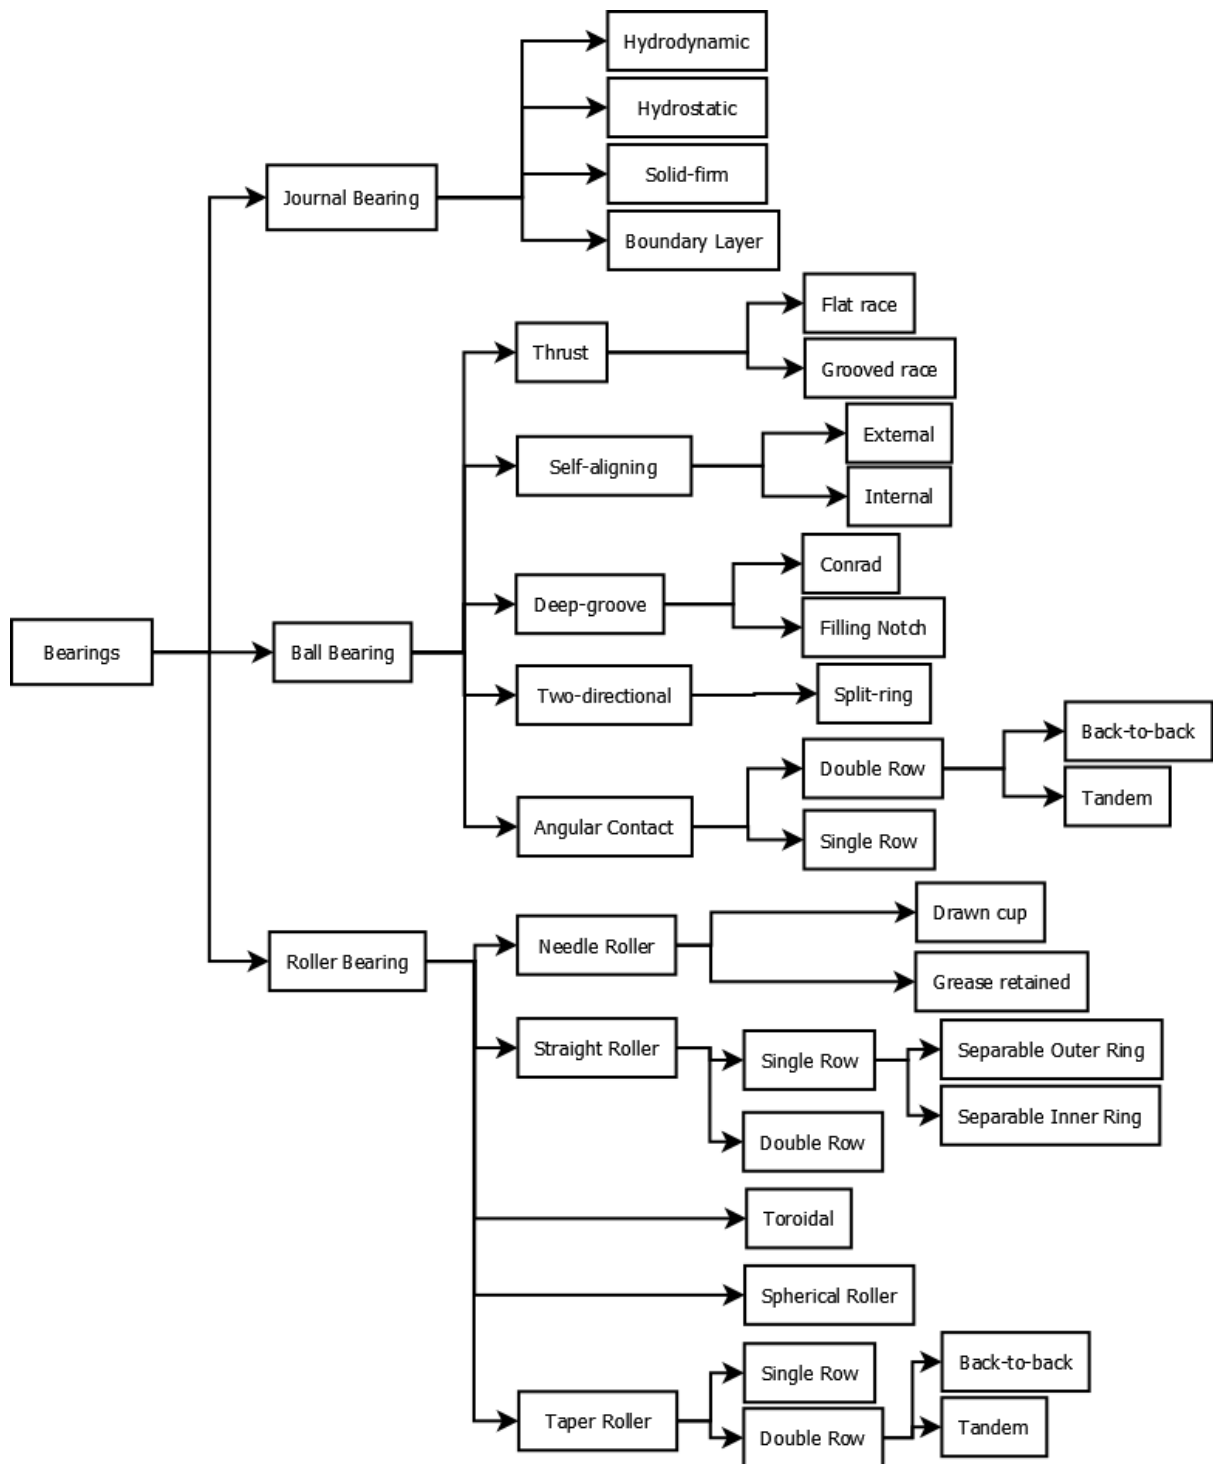 Hydrodynamic
Hydrostatic
Solid-firm
Journal Bearing
Boundary Layer
Flat race
Thrust
Grooved race
External
Self-aligning
Internal
Conrad
Deep-groove
Filling Notch
Bearings
Ball Bearing
Two-directional
Split-ring
Back-to-back
Double Row
Tandem
Angular Contact
Single Row
Drawn cup
Needle Roller
Roller Bearing
Grease retained
Straight Roller
Single Row
Separable Outer Ring
Separable Inner Ring
Double Row
Toroidal
Spherical Roller
Back-to-back
Single Row
Taper Roller
Tandem
Double Row